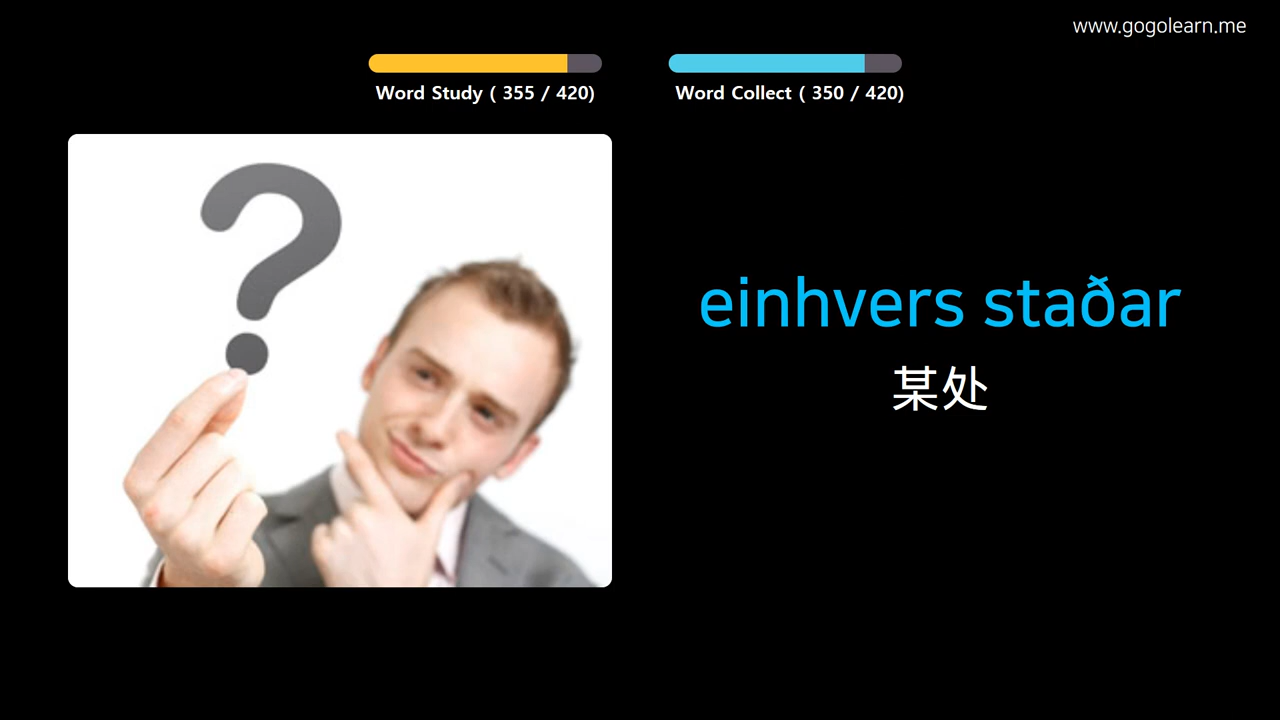 www.gogolearn.me
Word Study ( 355 / 420)
Word Collect ( 350 / 420)
?
einhvers staðar
某处